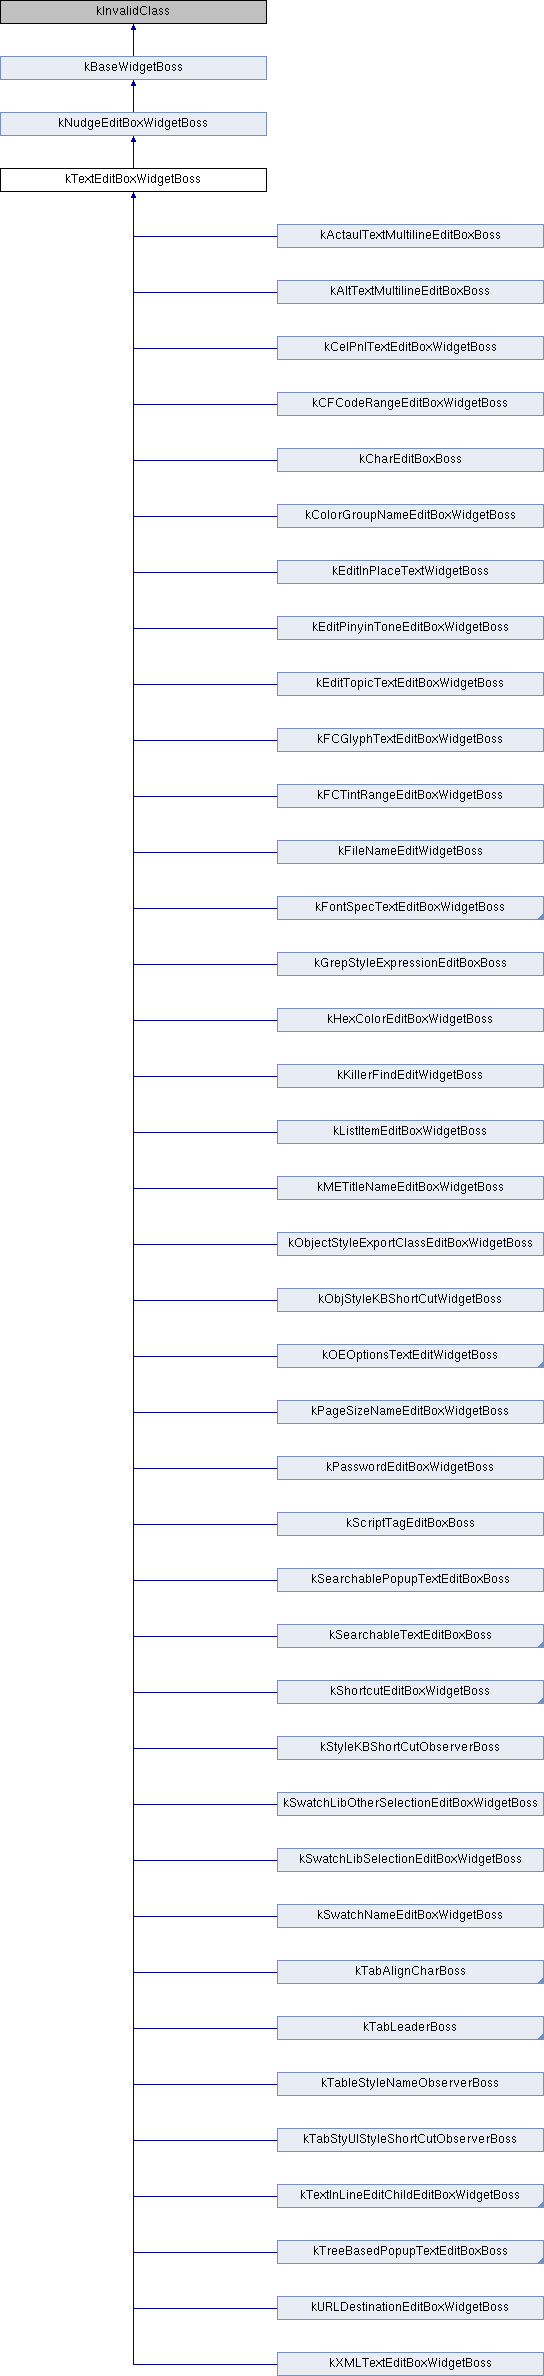 kInvalidClass
kBaseWidgetBoss
kNudgeEditBoxWidgetBoss
kTextEditBoxWidgetBoss
kActaulTextMultilineEditBoxBoss
kAltTextMultilineEditBoxBoss
kCelPnlTextEditBoxWidgetBoss
kCFCodeRangeEditBoxWidgetBoss
kCharEditBoxBoss
kColorGroupNameEditBoxWidgetBoss
kEditInPlaceTextWidgetBoss
kEditPinyinToneEditBoxWidgetBoss
kEditTopicTextEditBoxWidgetBoss
kFCGlyphTextEditBoxWidgetBoss
kFCTintRangeEditBoxWidgetBoss
kFileNameEditWidgetBoss
kFontSpecTextEditBoxWidgetBoss
kGrepStyleExpressionEditBoxBoss
kHexColorEditBoxWidgetBoss
kKillerFindEditWidgetBoss
kListItemEditBoxWidgetBoss
kMETitleNameEditBoxWidgetBoss
kObjectStyleExportClassEditBoxWidgetBoss
kObjStyleKBShortCutWidgetBoss
kOEOptionsTextEditWidgetBoss
kPageSizeNameEditBoxWidgetBoss
kPasswordEditBoxWidgetBoss
kScriptTagEditBoxBoss
kSearchablePopupTextEditBoxBoss
kSearchableTextEditBoxBoss
kShortcutEditBoxWidgetBoss
kStyleKBShortCutObserverBoss
kSwatchLibOtherSelectionEditBoxWidgetBoss
kSwatchLibSelectionEditBoxWidgetBoss
kSwatchNameEditBoxWidgetBoss
kTabAlignCharBoss
kTabLeaderBoss
kTableStyleNameObserverBoss
kTabStyUIStyleShortCutObserverBoss
kTextInLineEditChildEditBoxWidgetBoss
kTreeBasedPopupTextEditBoxBoss
kURLDestinationEditBoxWidgetBoss
kXMLTextEditBoxWidgetBoss